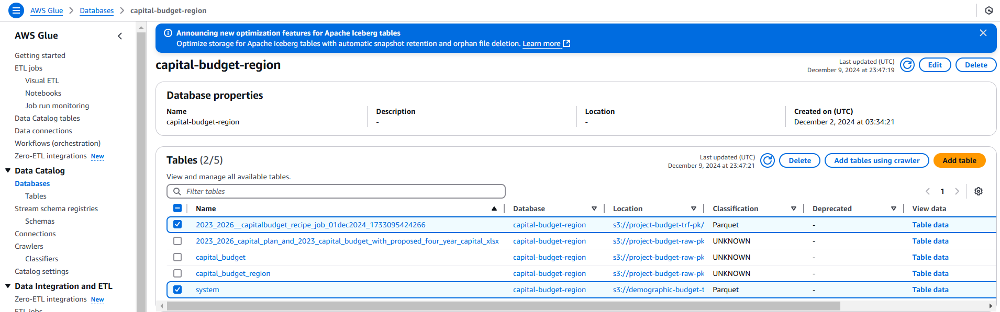 AWS Glue > Databases > capital-budget-region
AWS Glue
Getting started
ETL jobs
Visual ETL
Notebooks
Job run monitoring
Data Catalog tables
Data connections
Workflows (orchestration)
Zero-ETL integrations New
Data Catalog
Databases
Tables
Stream schema registries
Schemas
Connections
Crawlers
Classifiers
Catalog settings
Data Integration and ETL
Zero-ETL integrations New
ETL jobs
Announcing new optimization features for Apache Iceberg tables
Optimize storage for Apache Iceberg tables with automatic snapshot retention and orphan file deletion. Learn more
capital-budget-region
Last updated (UTC)
December 9, 2024 at 23:47:19
Edit
Delete
Database properties
Name
capital-budget-region
Description
-
Location
-
Created on (UTC)
December 2, 2024 at 03:34:21
Tables (2/5)
Last updated (UTC)
December 9, 2024 at 23:47:21
Delete
Add tables using crawler
Add table
View and manage all available tables.
Filter tables
1
Name Database Location Classification Deprecated View data
2023_2026__capitalbudget_recipe_job_01dec2024_1733095424266 capital-budget-region s3://project-budget-trf-pk/ Parquet - Table data
2023_2026_capital_plan_and_2023_capital_budget_with_proposed_four_year_capital_xlsx capital-budget-region s3://project-budget-raw-pk UNKNOWN - Table data
capital_budget capital-budget-region s3://project-budget-raw-pk UNKNOWN - Table data
capital_budget_region capital-budget-region s3://project-budget-raw-pk UNKNOWN - Table data
system capital-budget-region s3://demographic-budget-t Parquet - Table data